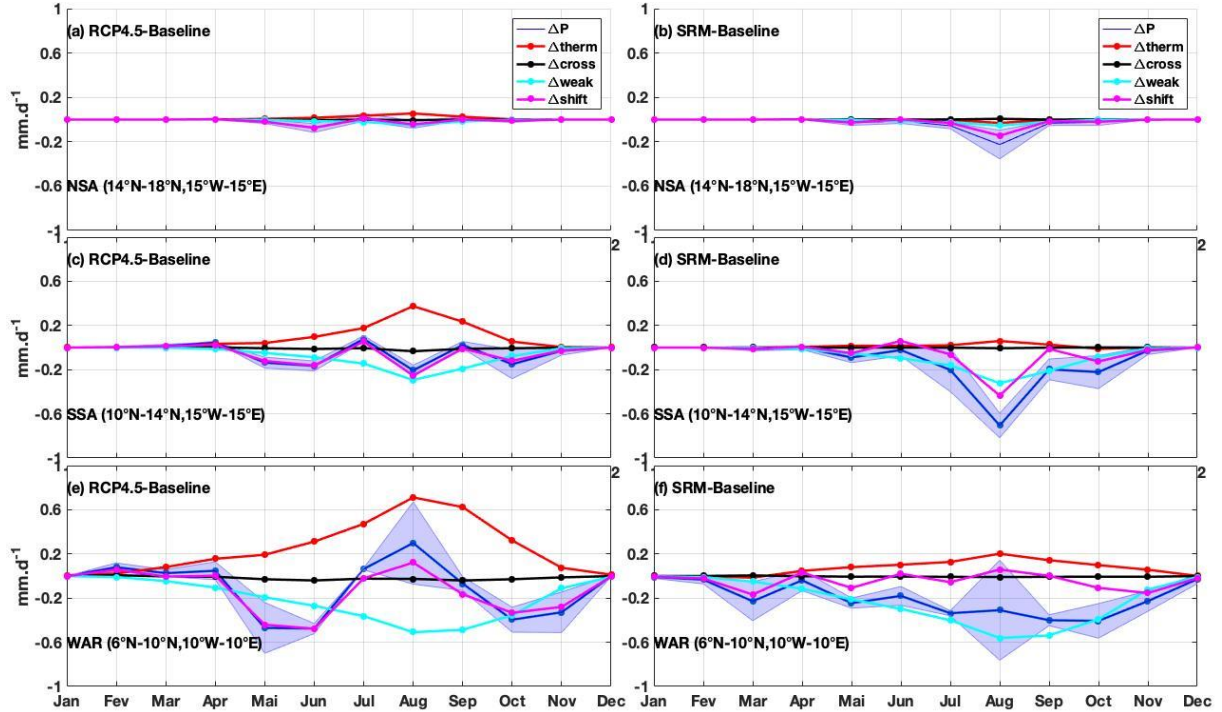 1
(a) RCP4.5-Baseline
ΔP
Δtherm
Δcross
Δweak
Δshift
0.6
0.2
-0.2
-0.6
-1
mm.d⁻¹
NSA (14°N-18°N,15°W-15°E)
1
(b) SRM-Baseline
ΔP
Δtherm
Δcross
Δweak
Δshift
0.6
0.2
-0.2
-0.6
-1
NSA (14°N-18°N,15°W-15°E)
1
2
(c) RCP4.5-Baseline
0.6
0.2
-0.2
-0.6
-1
mm.d⁻¹
SSA (10°N-14°N,15°W-15°E)
1
2
(d) SRM-Baseline
0.6
0.2
-0.2
-0.6
-1
SSA (10°N-14°N,15°W-15°E)
1
2
(e) RCP4.5-Baseline
0.6
0.2
-0.2
-0.6
-1
mm.d⁻¹
WAR (6°N-10°N,10°W-10°E)
Jan Fev Mar Apr Mai Jun Jul Aug Sep Oct Nov Dec
1
2
(f) SRM-Baseline
0.6
0.2
-0.2
-0.6
-1
WAR (6°N-10°N,10°W-10°E)
Jan Fev Mar Apr Mai Jun Jul Aug Sep Oct Nov Dec